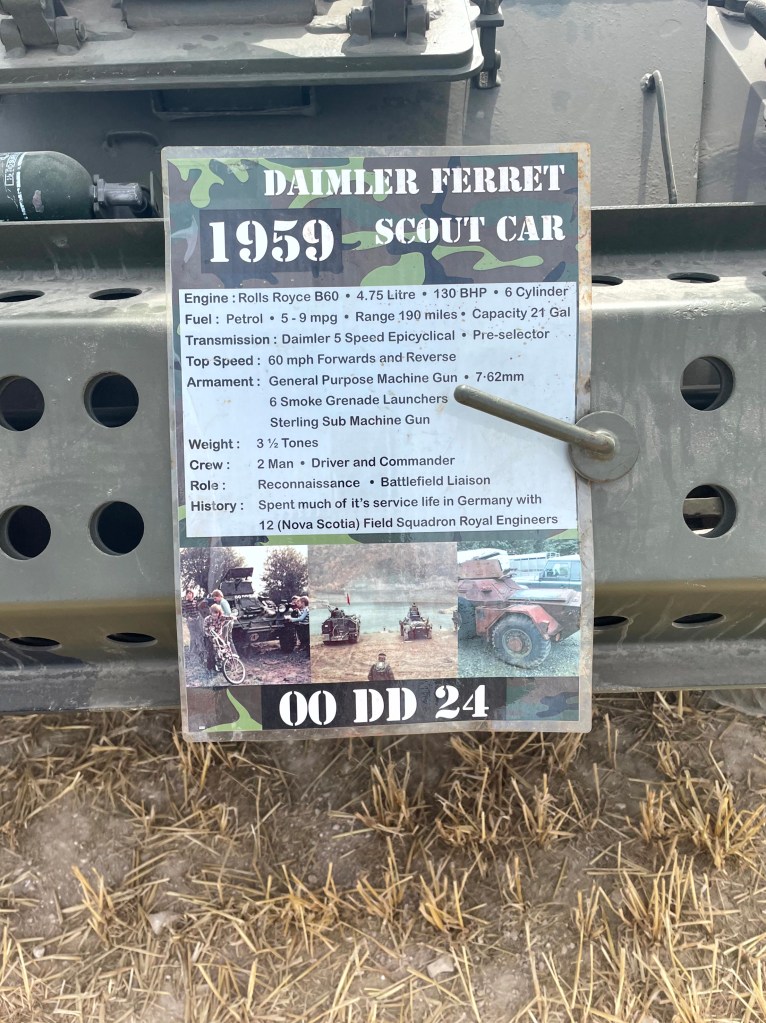 DAIMLER FERRET
1959 SCOUT CAR
Engine : Rolls Royce B60 • 4.75 Litre • 130 BHP • 6 Cylinder
Fuel : Petrol • 5 - 9 mpg • Range 190 miles • Capacity 21 Gal
Transmission : Daimler 5 Speed Epicyclical • Pre-selector
Top Speed : 60 mph Forwards and Reverse
Armament : General Purpose Machine Gun • 7·62mm
6 Smoke Grenade Launchers
Sterling Sub Machine Gun
Weight : 3 ½ Tones
Crew : 2 Man • Driver and Commander
Role : Reconnaissance • Battlefield Liaison
History : Spent much of it's service life in Germany with
12 (Nova Scotia) Field Squadron Royal Engineers
00 DD 24